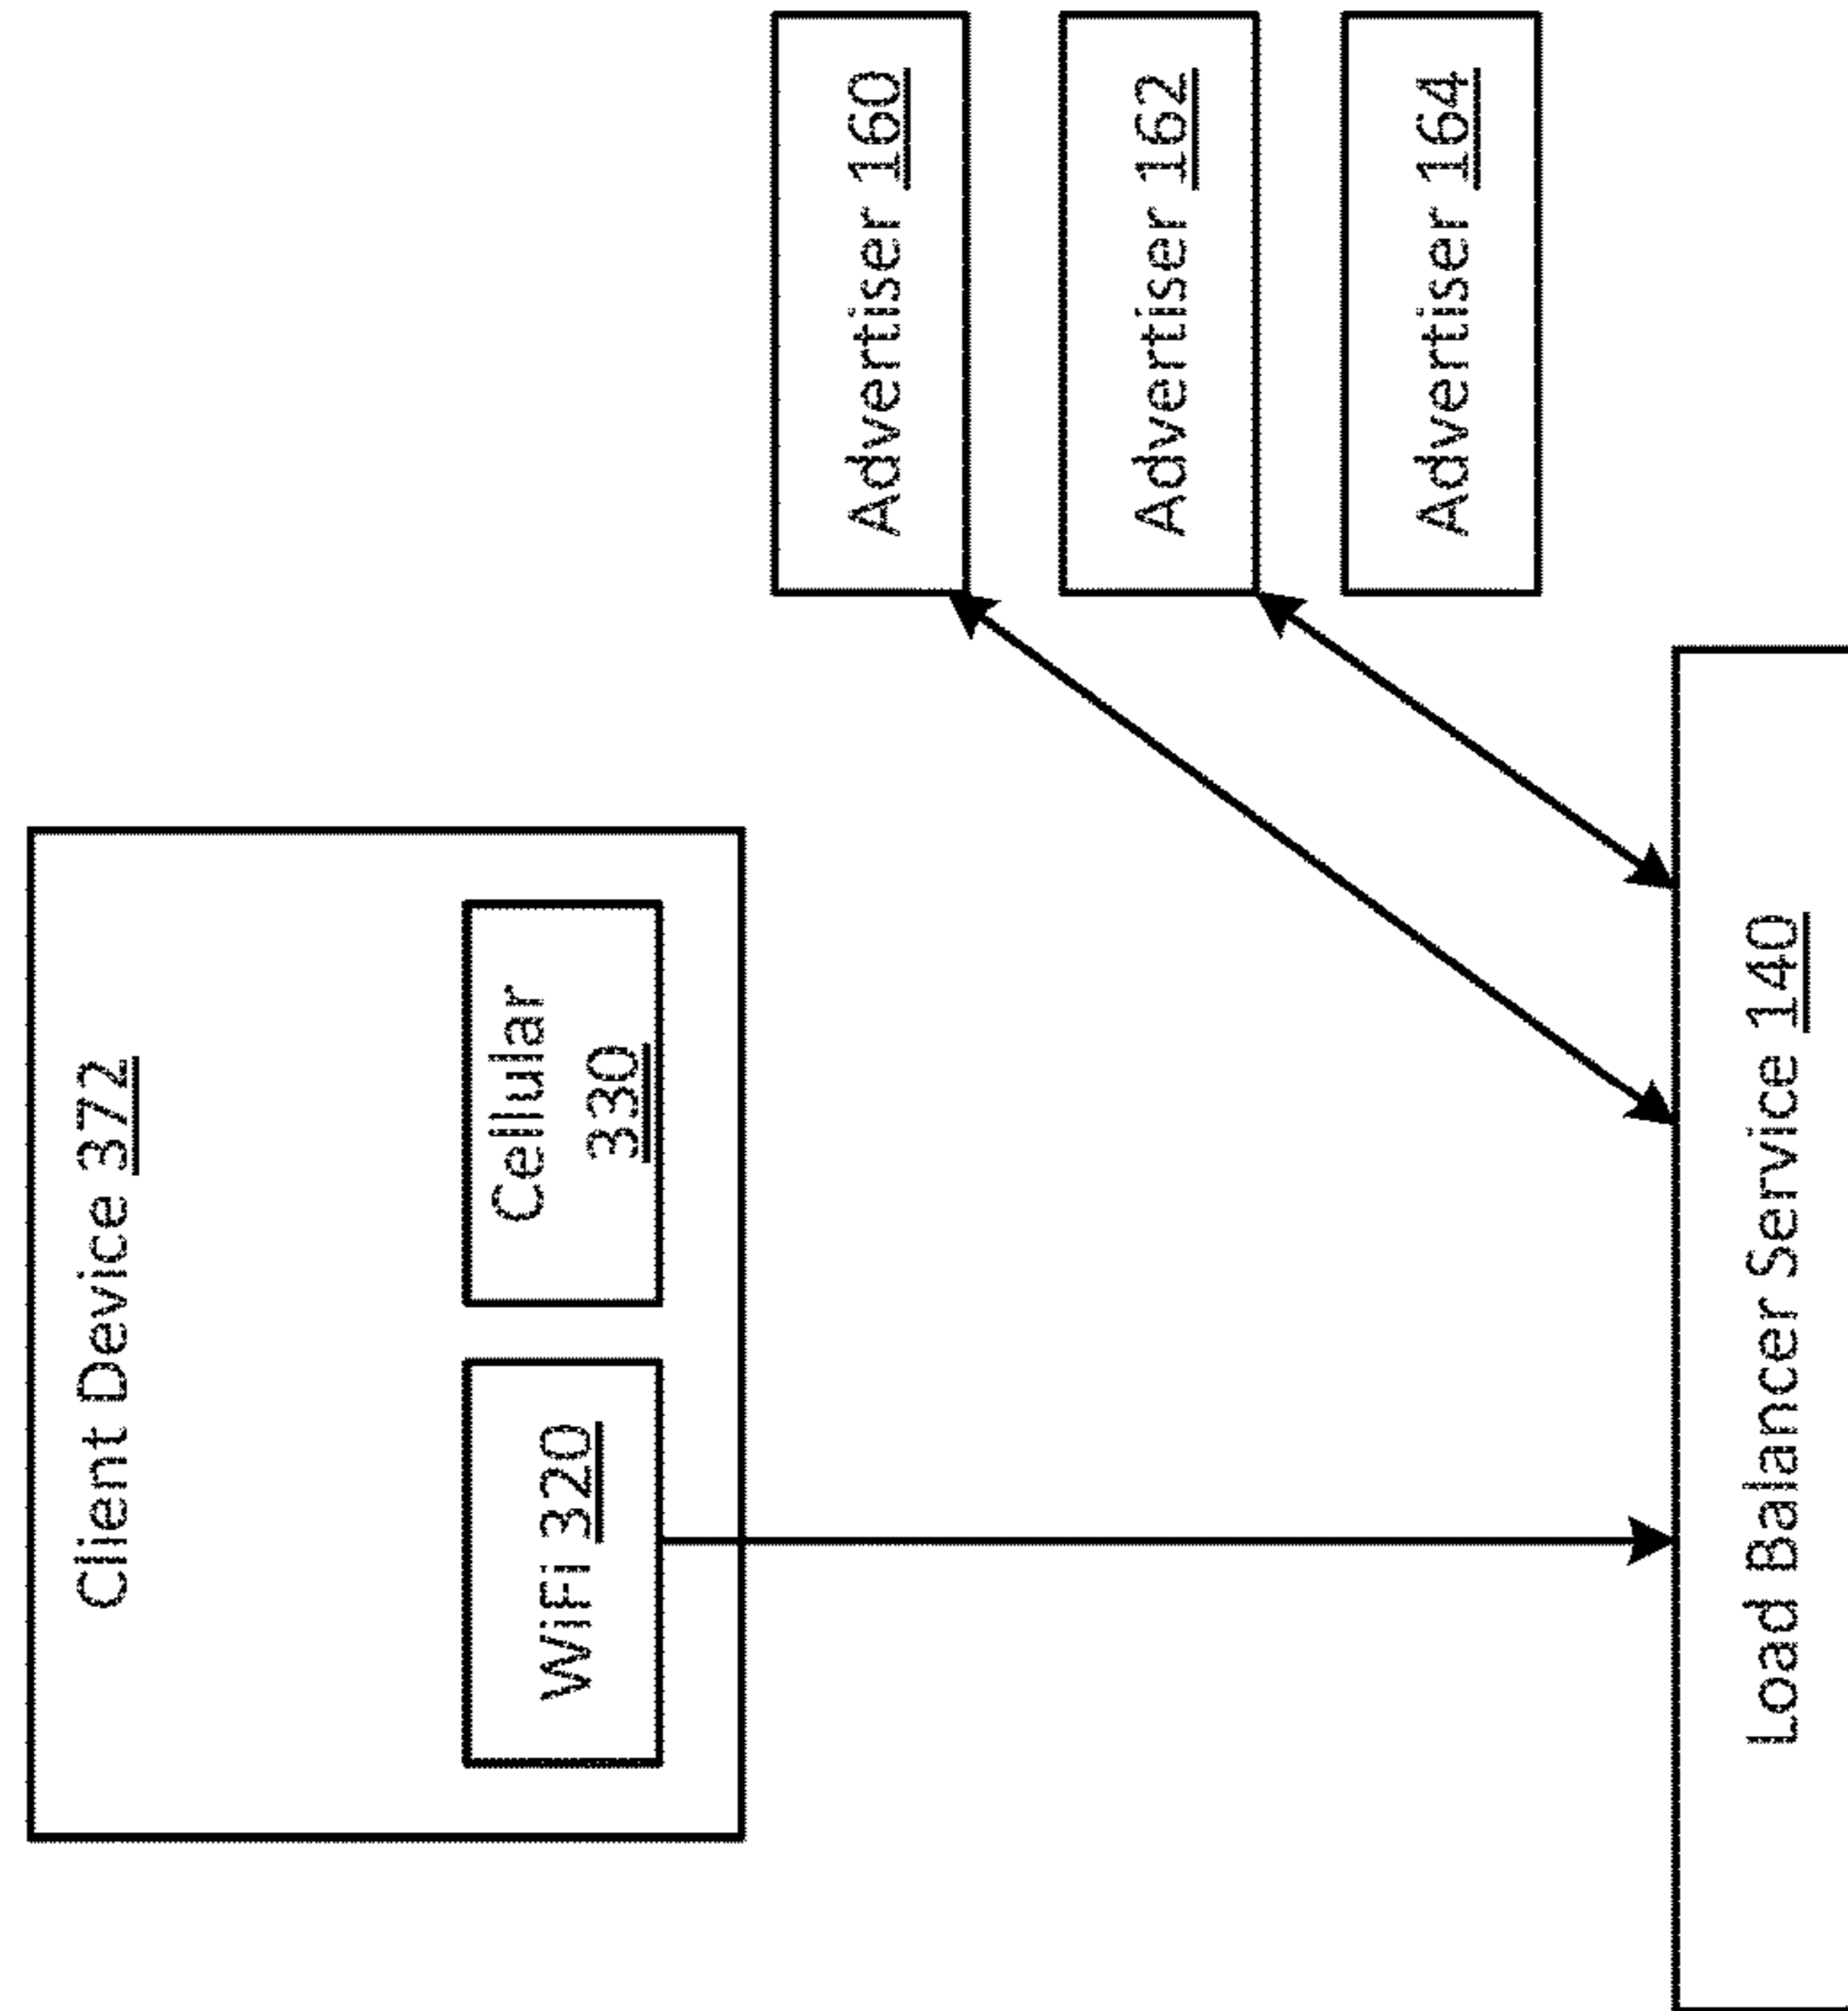 Client Device 372
WiFi 320
Cellular
330
Advertiser 160
Advertiser 162
Advertiser 164
Load Balancer Service 140